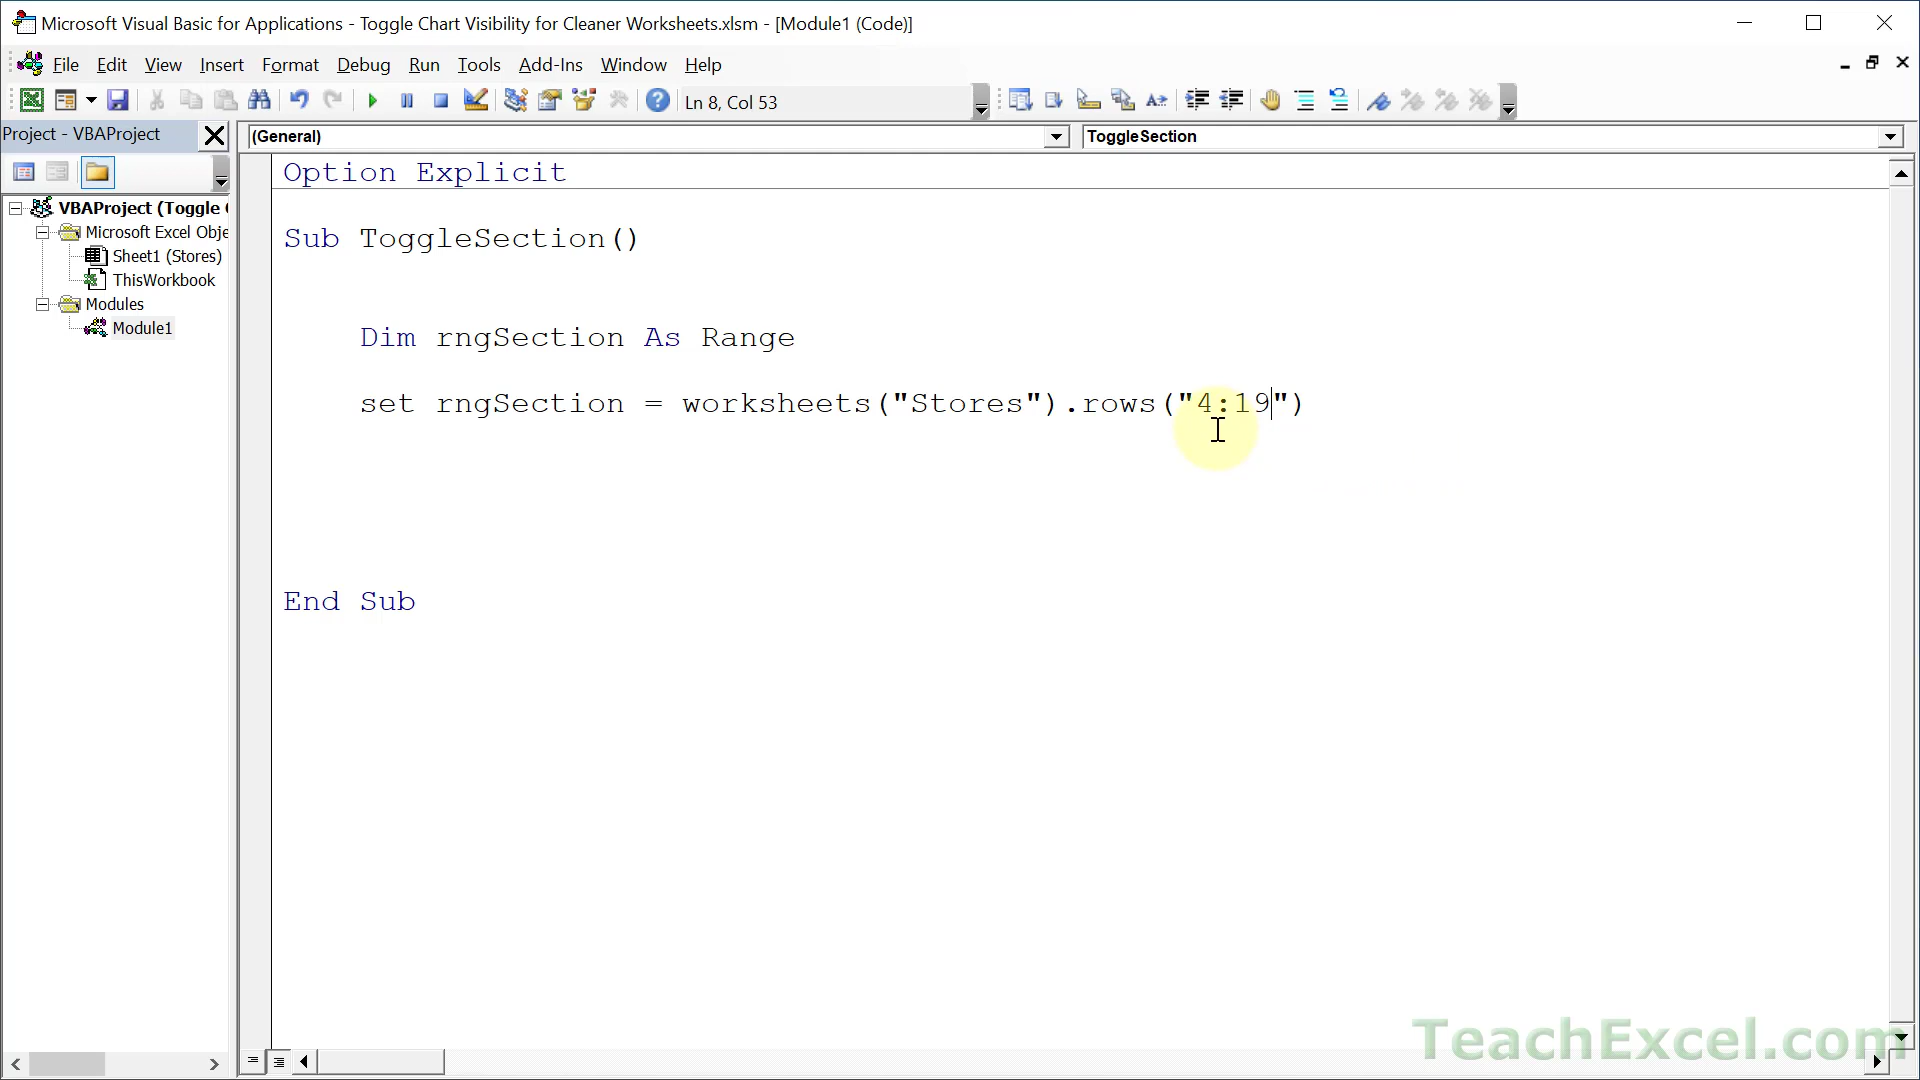 Microsoft Visual Basic for Applications - Toggle Chart Visibility for Cleaner Worksheets.xlsm - [Module1 (Code)]
File Edit View Insert Format Debug Run Tools Add-Ins Window Help
Ln 8, Col 53
Project - VBAProject
(General)
ToggleSection
VBAProject (Toggle
Microsoft Excel Obje
Sheet1 (Stores)
ThisWorkbook
Modules
Module1
Option Explicit
Sub ToggleSection()
Dim rngSection As Range
set rngSection = worksheets("Stores").rows("4:19")
End Sub
TeachExcel.com